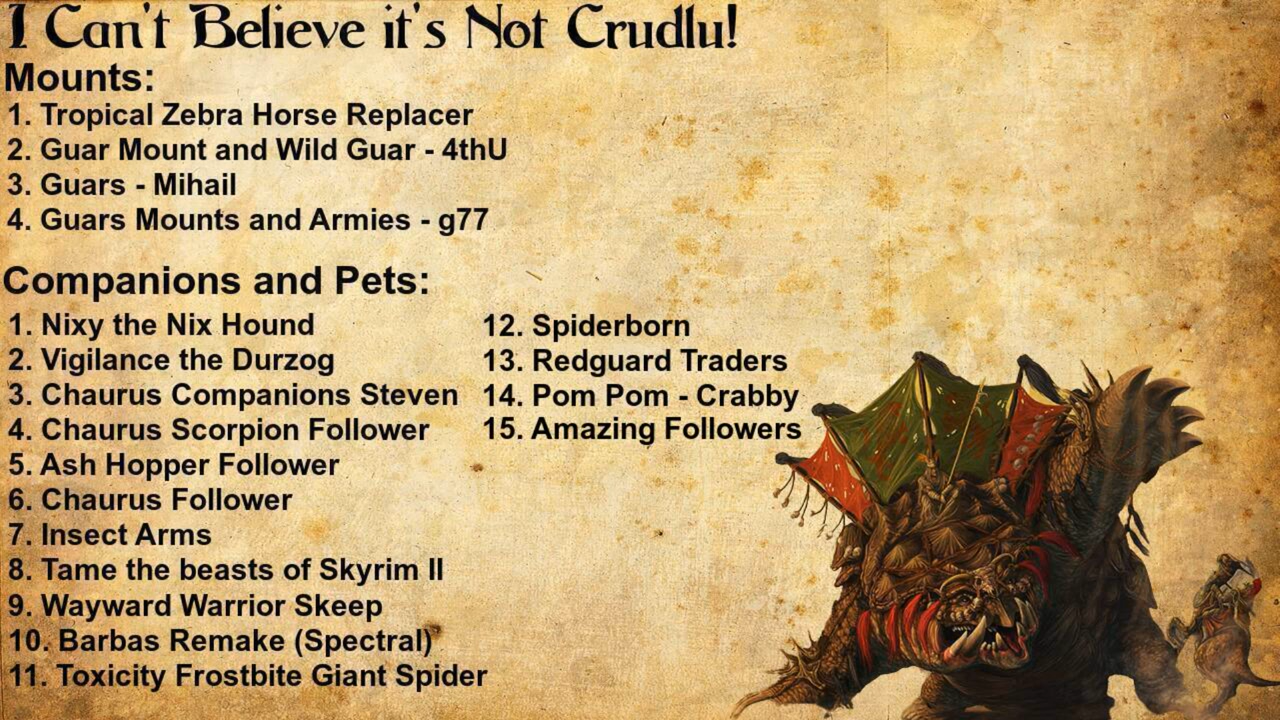 I Can't Believe it's Not Crudlu!
Mounts:
1. Tropical Zebra Horse Replacer
2. Guar Mount and Wild Guar - 4thU
3. Guars - Mihail
4. Guars Mounts and Armies - g77
Companions and Pets:
1. Nixy the Nix Hound
2. Vigilance the Durzog
3. Chaurus Companions Steven
4. Chaurus Scorpion Follower
5. Ash Hopper Follower
6. Chaurus Follower
7. Insect Arms
8. Tame the beasts of Skyrim II
9. Wayward Warrior Skeep
10. Barbas Remake (Spectral)
11. Toxicity Frostbite Giant Spider
12. Spiderborn
13. Redguard Traders
14. Pom Pom - Crabby
15. Amazing Followers